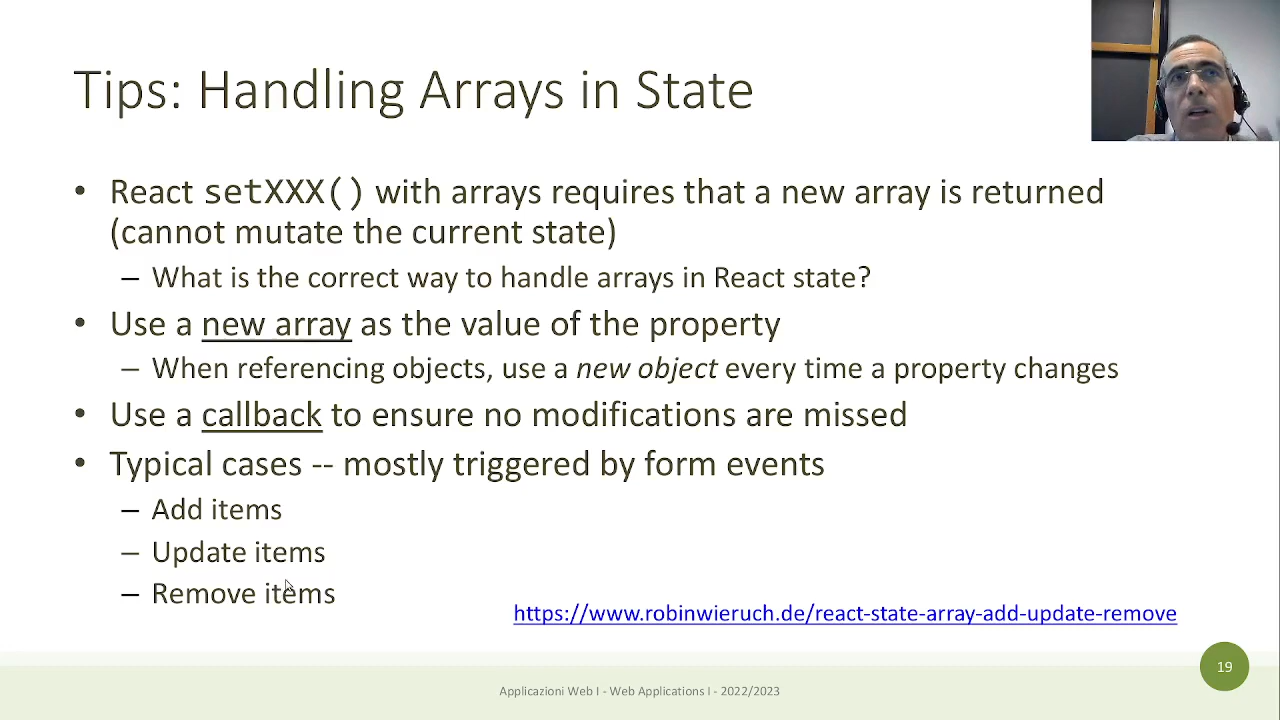 Tips: Handling Arrays in State
• React setXXX() with arrays requires that a new array is returned
(cannot mutate the current state)
– What is the correct way to handle arrays in React state?
• Use a new array as the value of the property
– When referencing objects, use a new object every time a property changes
• Use a callback to ensure no modifications are missed
• Typical cases -- mostly triggered by form events
– Add items
– Update items
– Remove items
https://www.robinwieruch.de/react-state-array-add-update-remove
19
Applicazioni Web I - Web Applications I - 2022/2023